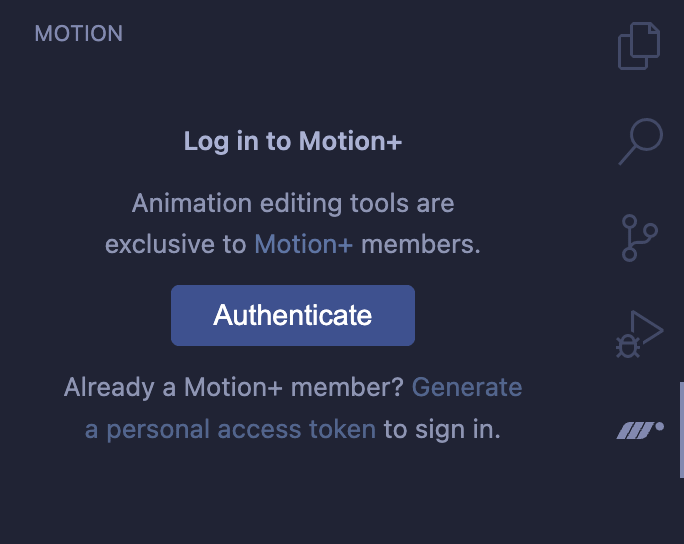 MOTION
Log in to Motion+
Animation editing tools are
exclusive to Motion+ members.
Authenticate
Already a Motion+ member? Generate
a personal access token to sign in.